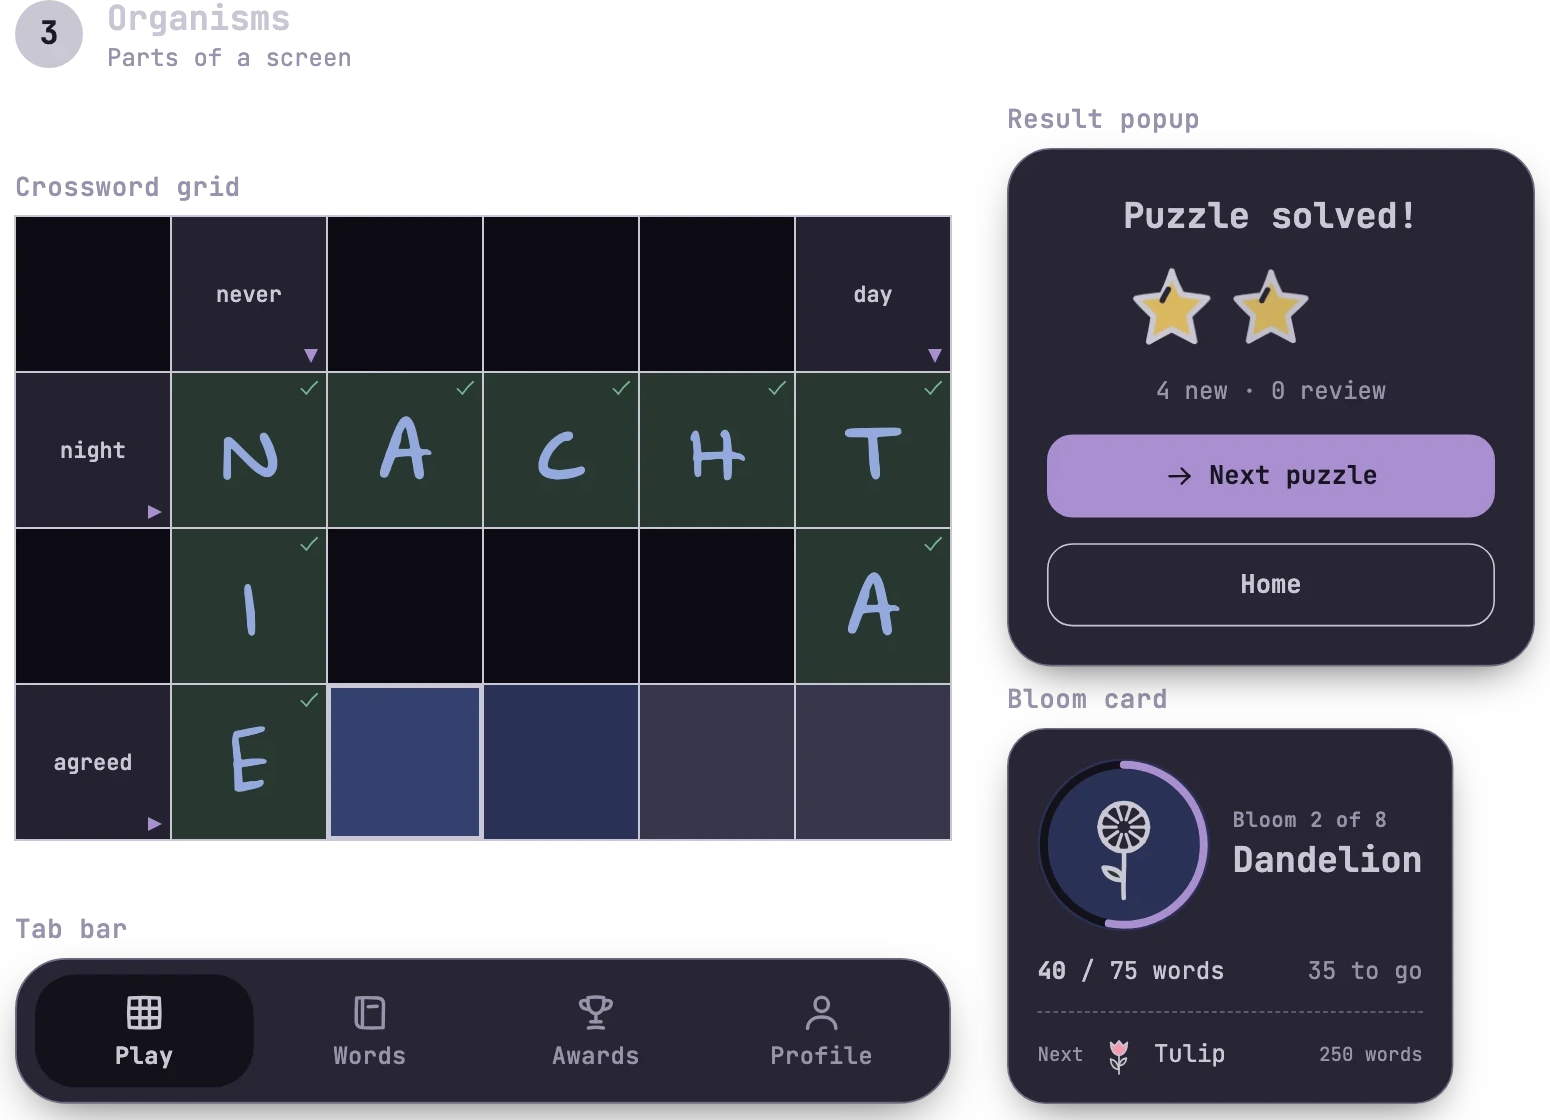 3
Organisms
Parts of a screen
Crossword grid
never
day
night
N A C H T
I
A
agreed
E
Tab bar
Play
Words
Awards
Profile
Result popup
Puzzle solved!
4 new · 0 review
→ Next puzzle
Home
Bloom card
Bloom 2 of 8
Dandelion
40 / 75 words
35 to go
Next
Tulip
250 words